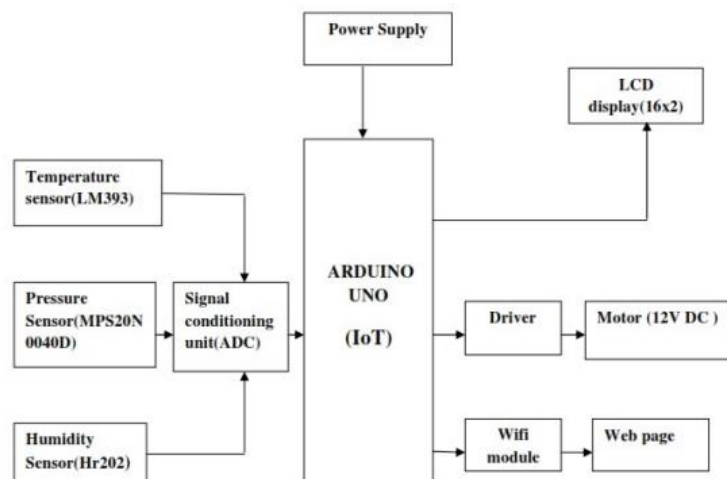 Power Supply
LCD
display(16x2)
Temperature
sensor(LM393)
ARDUINO
UNO
(IoT)
Pressure
Sensor(MPS20N
0040D)
Signal
conditioning
unit(ADC)
Driver
Motor (12V DC )
Humidity
Sensor(Hr202)
Wifi
module
Web page